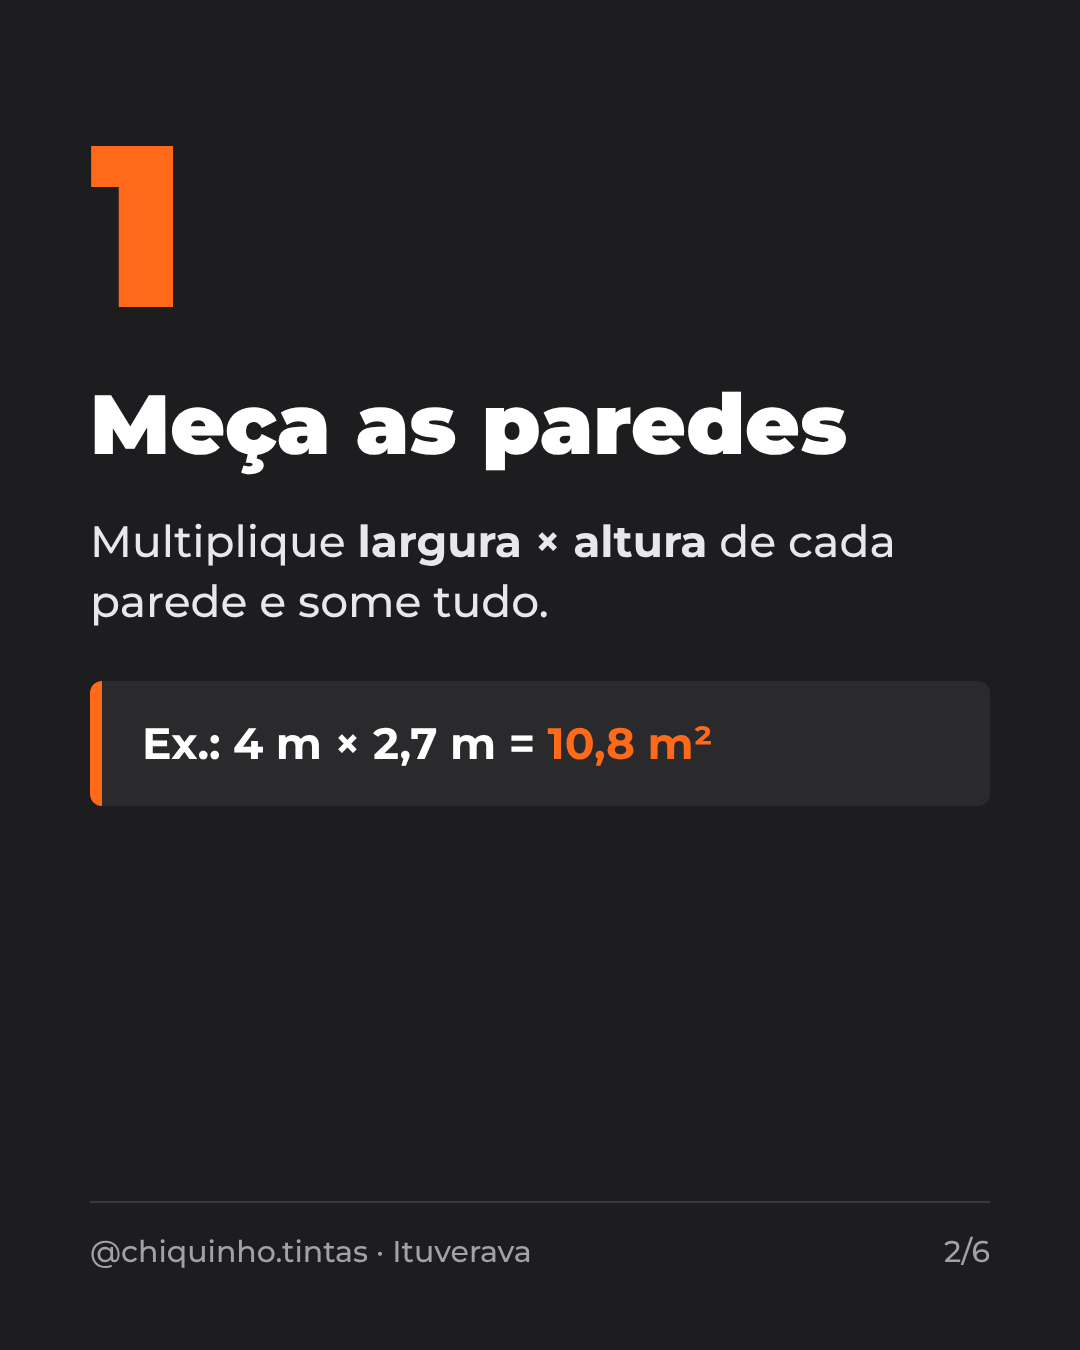 1
Meça as paredes
Multiplique largura × altura de cada
parede e some tudo.
Ex.: 4 m × 2,7 m = 10,8 m²
@chiquinho.tintas · Ituverava
2/6